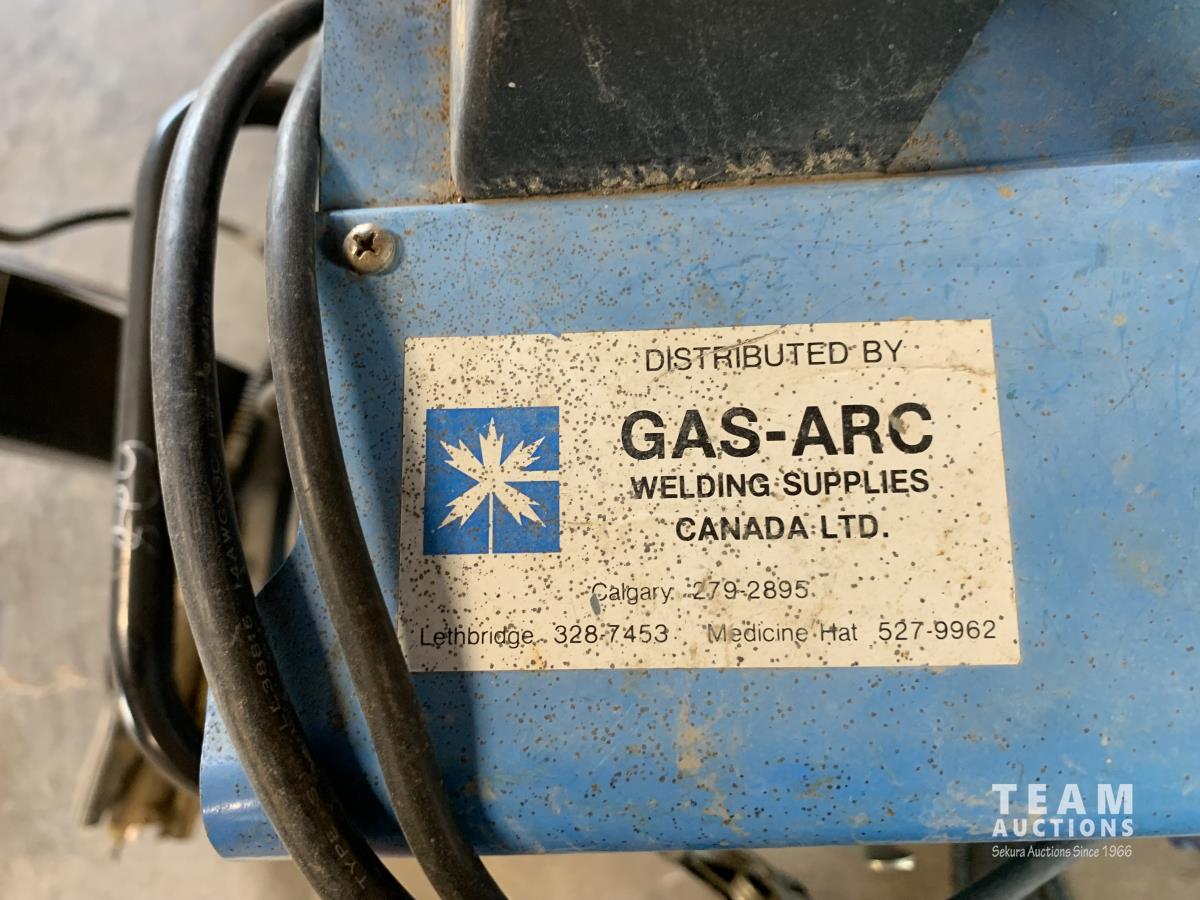 DISTRIBUTED BY
GAS-ARC
WELDING SUPPLIES
CANADA LTD.
Calgary 279-2895
Lethbridge 328-7453 Medicine Hat 527-9962
TEAM
AUCTIONS
Sekura Auctions Since 1966